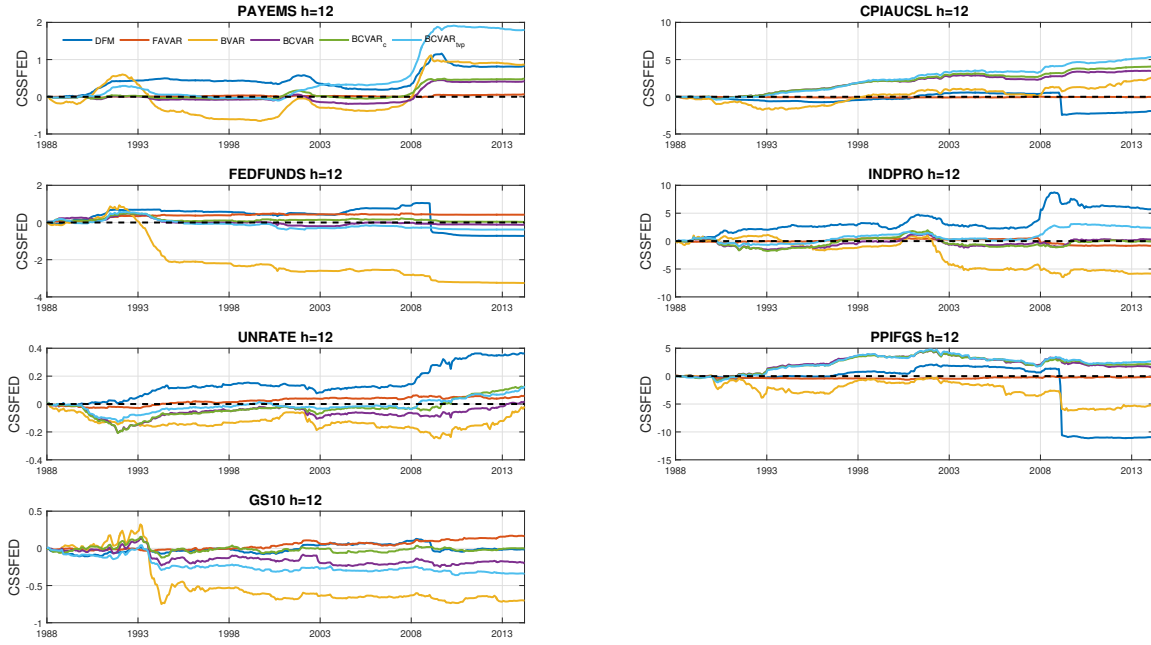 PAYEMS h=12
CSSFED
2
1
0
-1
DFM FAVAR BVAR BCVAR BCVARc BCVARtvp
1988 1993 1998 2003 2008 2013
CPIAUCSL h=12
CSSFED
10
5
0
-5
1988 1993 1998 2003 2008 2013
FEDFUNDS h=12
CSSFED
2
0
-2
-4
1988 1993 1998 2003 2008 2013
INDPRO h=12
CSSFED
10
5
0
-5
-10
1988 1993 1998 2003 2008 2013
UNRATE h=12
CSSFED
0.4
0.2
0
-0.2
-0.4
1988 1993 1998 2003 2008 2013
PPIFGS h=12
CSSFED
5
0
-5
-10
-15
1988 1993 1998 2003 2008 2013
GS10 h=12
CSSFED
0.5
0
-0.5
-1
1988 1993 1998 2003 2008 2013